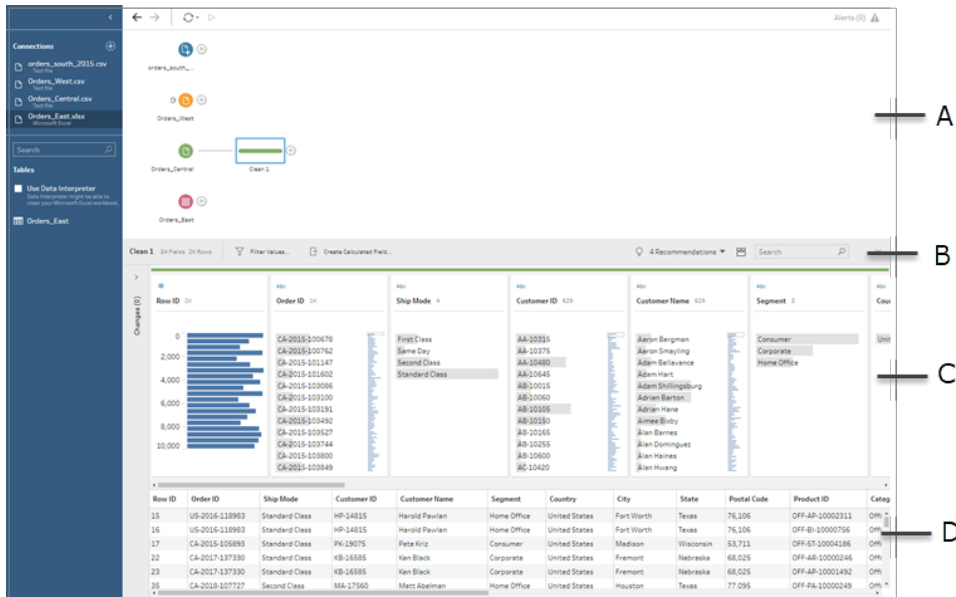 Alerts (0)
Connections
orders_south_2015.csv
Text file
Orders_West.csv
Text file
Orders_Central.csv
Text file
Orders_East.xlsx
Microsoft Excel
Search
Tables
Use Data Interpreter
Data Interpreter might be able to
clean your Microsoft Excel workbook.
Orders_East
orders_south_...
Orders_West
Orders_Central
Clean 1
Orders_East
A
Clean 1 24 Fields 2K Rows Filter Values... Create Calculated Field... 4 Recommendations Search
B
Changes (0)
Row ID 2K
0
2,000
4,000
6,000
8,000
10,000
Abc
Order ID 1K
CA-2015-100678
CA-2015-100762
CA-2015-101147
CA-2015-101602
CA-2015-103086
CA-2015-103100
CA-2015-103191
CA-2015-103492
CA-2015-103527
CA-2015-103744
CA-2015-103800
CA-2015-103849
Abc
Ship Mode 4
First Class
Same Day
Second Class
Standard Class
Abc
Customer ID 629
AA-10315
AA-10375
AA-10480
AA-10645
AB-10015
AB-10060
AB-10105
AB-10150
AB-10165
AB-10255
AB-10600
AC-10420
Abc
Customer Name 629
Aaron Bergman
Aaron Smayling
Adam Bellavance
Adam Hart
Adam Shillingsburg
Adrian Barton
Adrian Hane
Aimee Bixby
Alan Barnes
Alan Dominguez
Alan Haines
Alan Hwang
Abc
Segment 3
Consumer
Corporate
Home Office
Abc
Cou
Unit
C
Row ID Order ID Ship Mode Customer ID Customer Name Segment Country City State Postal Code Product ID Categ
15 US-2016-118983 Standard Class HP-14815 Harold Pawlan Home Office United States Fort Worth Texas 76,106 OFF-AP-10002311 Offi
16 US-2016-118983 Standard Class HP-14815 Harold Pawlan Home Office United States Fort Worth Texas 76,106 OFF-BI-10000756 Offi
17 CA-2015-105893 Standard Class PK-19075 Pete Kriz Consumer United States Madison Wisconsin 53,711 OFF-ST-10004186 Offi
22 CA-2017-137330 Standard Class KB-16585 Ken Black Corporate United States Fremont Nebraska 68,025 OFF-AR-10000246 Offi
23 CA-2017-137330 Standard Class KB-16585 Ken Black Corporate United States Fremont Nebraska 68,025 OFF-AP-10001492 Offi
35 CA-2018-107727 Second Class MA-17560 Matt Abelman Home Office United States Houston Texas 77,095 OFF-PA-10000249 Offi
D